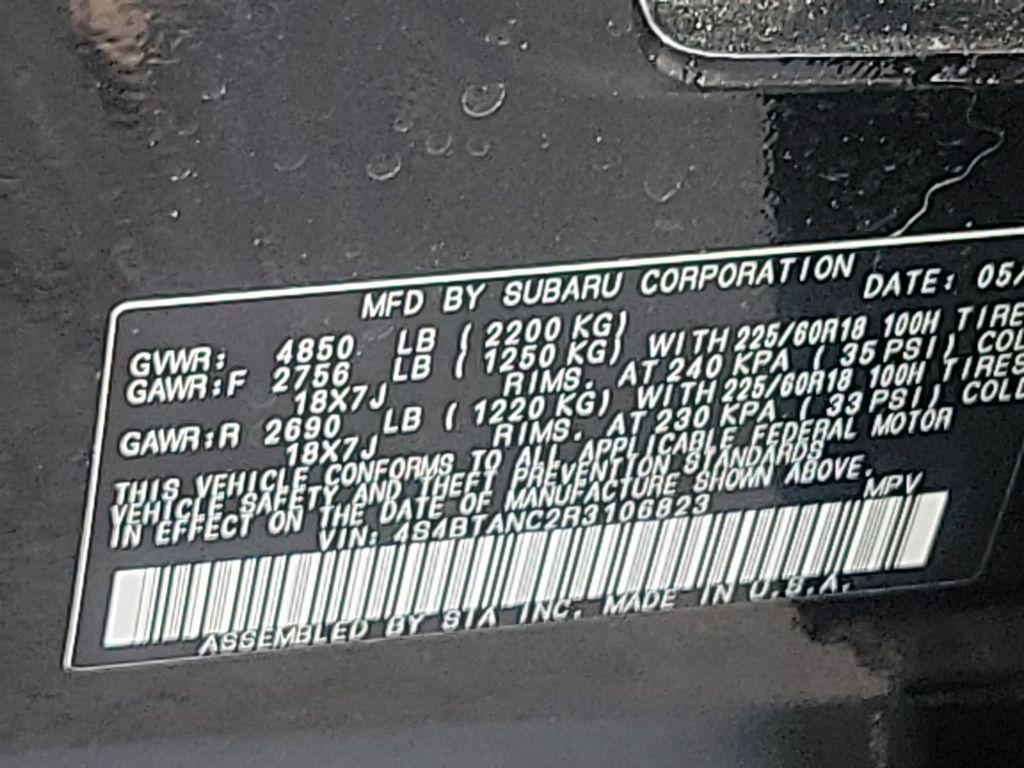 MFD BY SUBARU CORPORATION DATE: 05/
GVWR: 4850 LB ( 2200 KG)
GAWR:F 2756 LB ( 1250 KG) WITH 225/60R18 100H TIRE
18X7J RIMS. AT 240 KPA ( 35 PSI) COL
GAWR:R 2690 LB ( 1220 KG) WITH 225/60R18 100H TIRES
18X7J RIMS. AT 230 KPA ( 33 PSI) COLD
THIS VEHICLE CONFORMS TO ALL APPLICABLE FEDERAL MOTOR
VEHICLE SAFETY AND THEFT PREVENTION STANDARDS
IN EFFECT ON THE DATE OF MANUFACTURE SHOWN ABOVE.
VIN: 4S4BTANC2R3106823 MPV
ASSEMBLED BY SIA INC. MADE IN U.S.A.